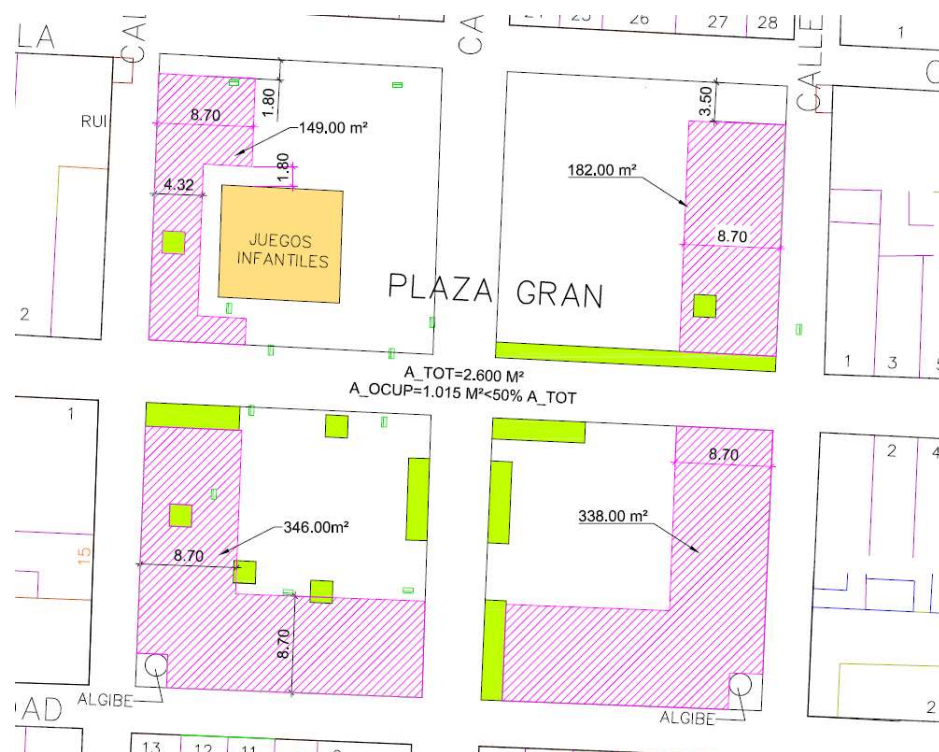 LA
CAL
CA
CALLE
25
26
27
28
1
C
RUI
8.70
149.00 m²
1.80
1.80
4.32
JUEGOS
INFANTILES
3.50
182.00 m²
8.70
2
PLAZA GRAN
1
3
5
A_TOT=2.600 M²
A_OCUP=1.015 M²<50% A_TOT
1
8.70
2
4
346.00m²
338.00 m²
15
8.70
8.70
ALGIBE
ALGIBE
AD
2
13
12
11